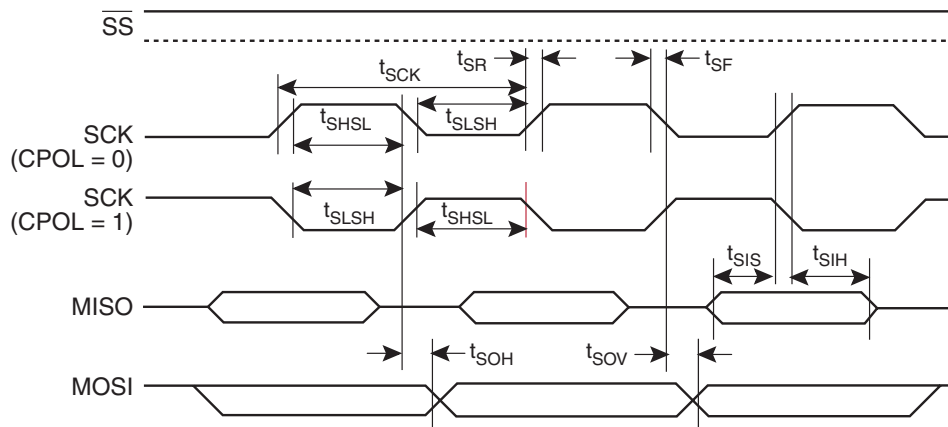 SS
tSR
tSF
tSCK
tSHSL
tSLSH
SCK
(CPOL = 0)
SCK
(CPOL = 1)
tSLSH
tSHSL
tSIS
tSIH
MISO
tSOH
tSOV
MOSI